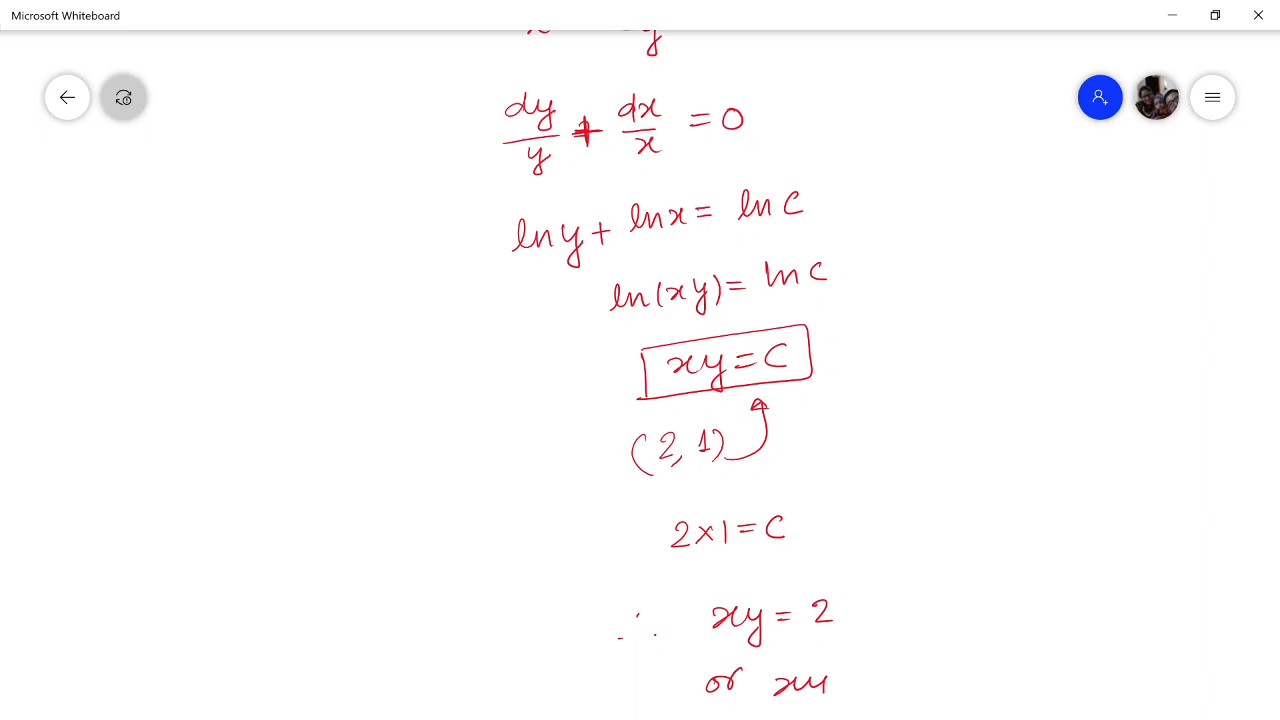 Microsoft Whiteboard
dy/y + dx/x = 0
ln y + ln x = ln C
ln(xy) = ln C
xy = C
(2, 1)
2 × 1 = C
∴ xy = 2
or xy